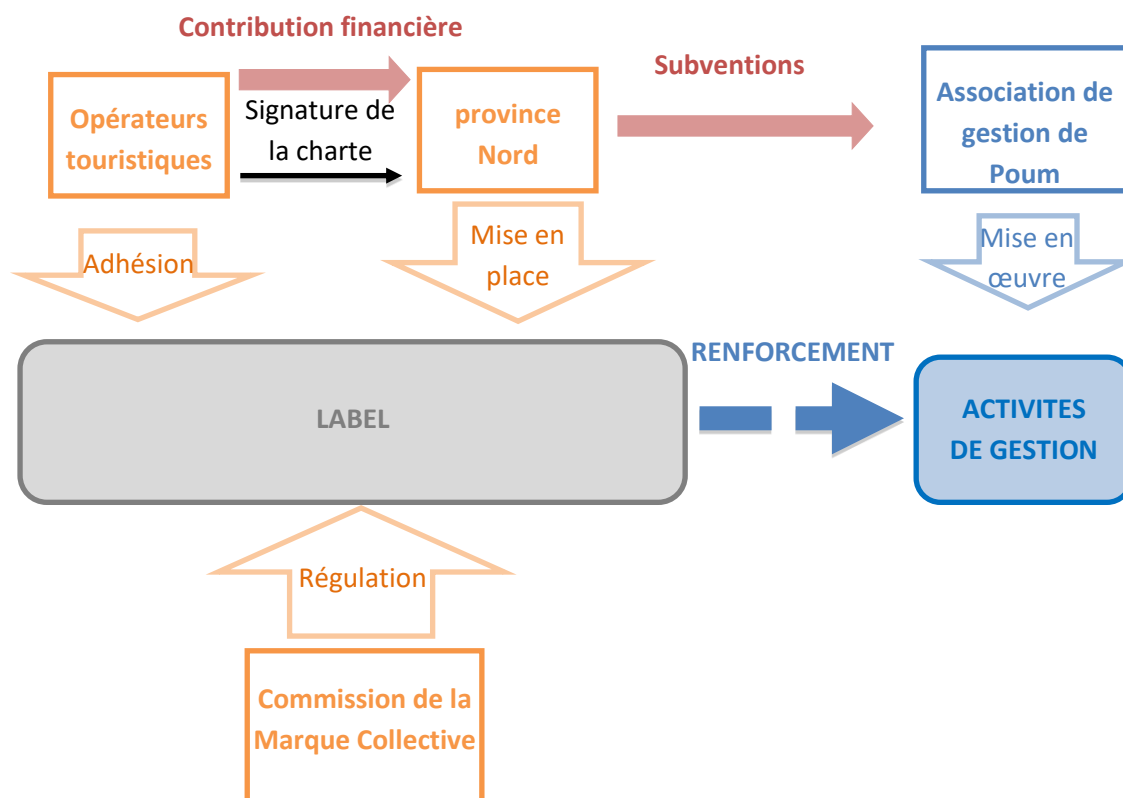 Contribution financière
Subventions
Opérateurs
touristiques
Signature de
la charte
province
Nord
Association de
gestion de
Poum
Adhésion
Mise en
place
Mise en
œuvre
RENFORCEMENT
LABEL
ACTIVITES
DE GESTION
Régulation
Commission de la
Marque Collective